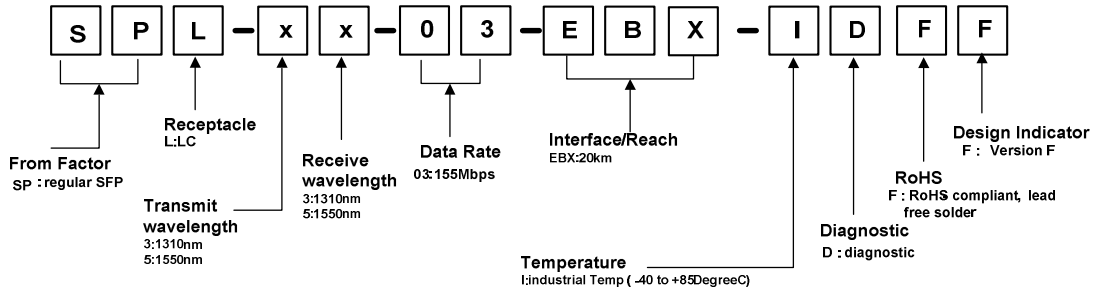 S P L - x x - 0 3 - E B X - I D F F
Receptacle
L:LC
From Factor
SP : regular SFP
Transmit
wavelength
3:1310nm
5:1550nm
Receive
wavelength
3:1310nm
5:1550nm
Data Rate
03:155Mbps
Interface/Reach
EBX:20km
Temperature
I:industrial Temp ( -40 to +85DegreeC)
Diagnostic
D : diagnostic
RoHS
F : RoHS compliant, lead
free solder
Design Indicator
F : Version F